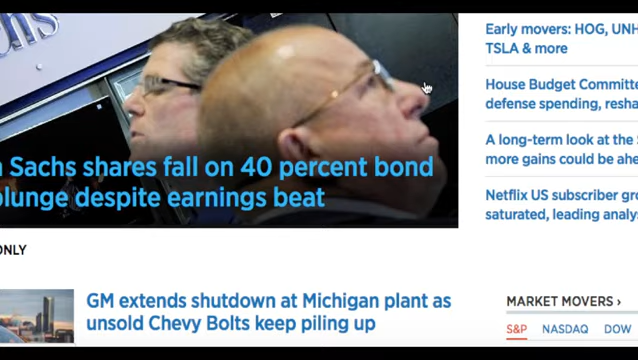 Sachs shares fall on 40 percent bond
plunge despite earnings beat
ONLY
GM extends shutdown at Michigan plant as
unsold Chevy Bolts keep piling up
Early movers: HOG, UNH
TSLA & more
House Budget Committe
defense spending, resha
A long-term look at the
more gains could be ahe
Netflix US subscriber gro
saturated, leading analys
MARKET MOVERS ›
S&P NASDAQ DOW